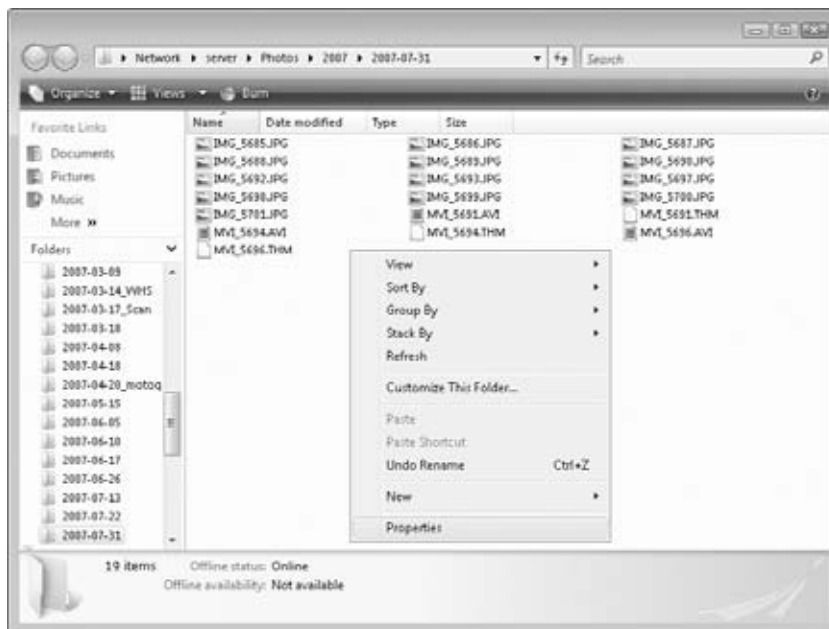 Network ▸ server ▸ Photos ▸ 2007 ▸ 2007-07-31 Search
Organize Views Burn
Favorite Links
Documents
Pictures
Music
More »
Folders
2007-03-09
2007-03-14_WHS
2007-03-17_Scan
2007-03-18
2007-04-08
2007-04-18
2007-04-20_motoq
2007-05-15
2007-06-05
2007-06-10
2007-06-17
2007-06-26
2007-07-13
2007-07-22
2007-07-31
Name Date modified Type Size
IMG_5685.JPG IMG_5686.JPG IMG_5687.JPG
IMG_5688.JPG IMG_5689.JPG IMG_5690.JPG
IMG_5692.JPG IMG_5693.JPG IMG_5697.JPG
IMG_5698.JPG IMG_5699.JPG IMG_5700.JPG
IMG_5701.JPG MVI_5691.AVI MVI_5691.THM
MVI_5694.AVI MVI_5694.THM MVI_5696.AVI
MVI_5696.THM
View
Sort By
Group By
Stack By
Refresh
Customize This Folder...
Paste
Paste Shortcut
Undo Rename Ctrl+Z
New
Properties
19 items Offline status: Online
Offline availability: Not available